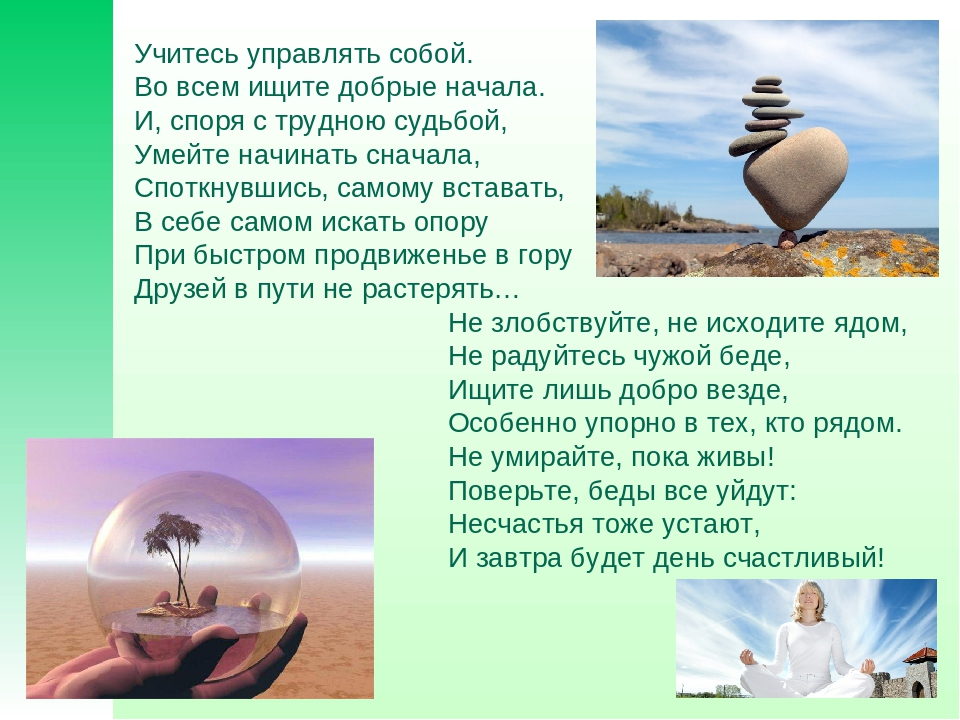 Учитесь управлять собой.
Во всем ищите добрые начала.
И, споря с трудною судьбой,
Умейте начинать сначала,
Споткнувшись, самому вставать,
В себе самом искать опору
При быстром продвиженье в гору
Друзей в пути не растерять…
Не злобствуйте, не исходите ядом,
Не радуйтесь чужой беде,
Ищите лишь добро везде,
Особенно упорно в тех, кто рядом.
Не умирайте, пока живы!
Поверьте, беды все уйдут:
Несчастья тоже устают,
И завтра будет день счастливый!